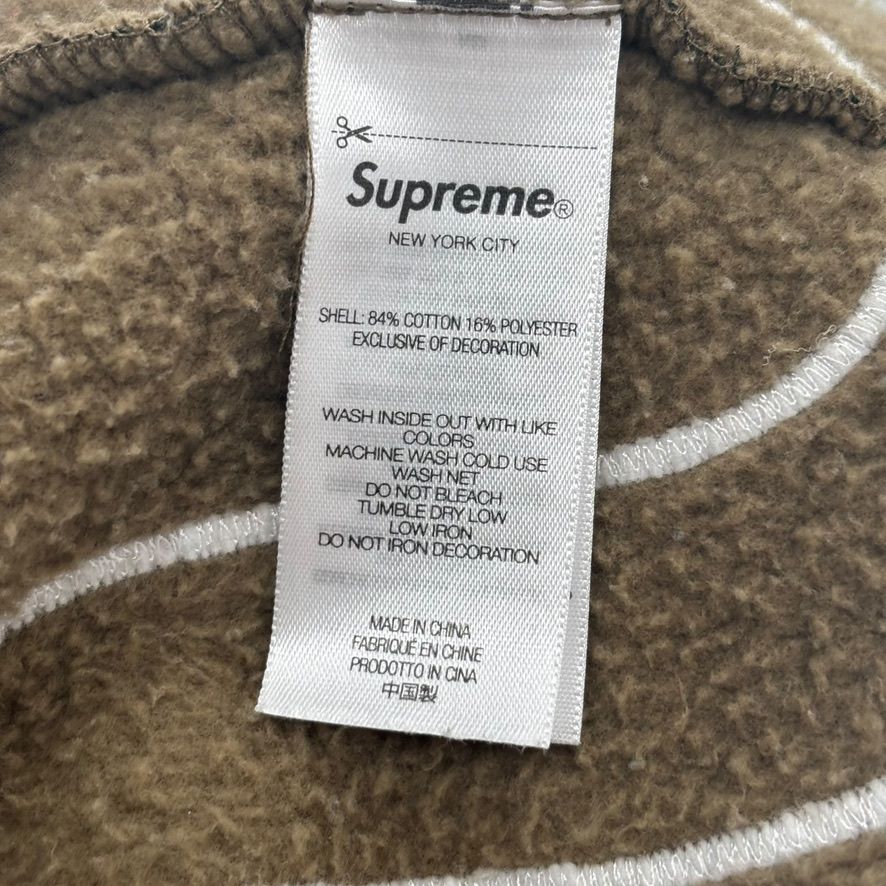 Supreme®
NEW YORK CITY
SHELL: 84% COTTON 16% POLYESTER
EXCLUSIVE OF DECORATION
WASH INSIDE OUT WITH LIKE
COLORS
MACHINE WASH COLD USE
WASH NET
DO NOT BLEACH
TUMBLE DRY LOW
LOW IRON
DO NOT IRON DECORATION
MADE IN CHINA
FABRIQUÉ EN CHINE
PRODOTTO IN CINA
中国製